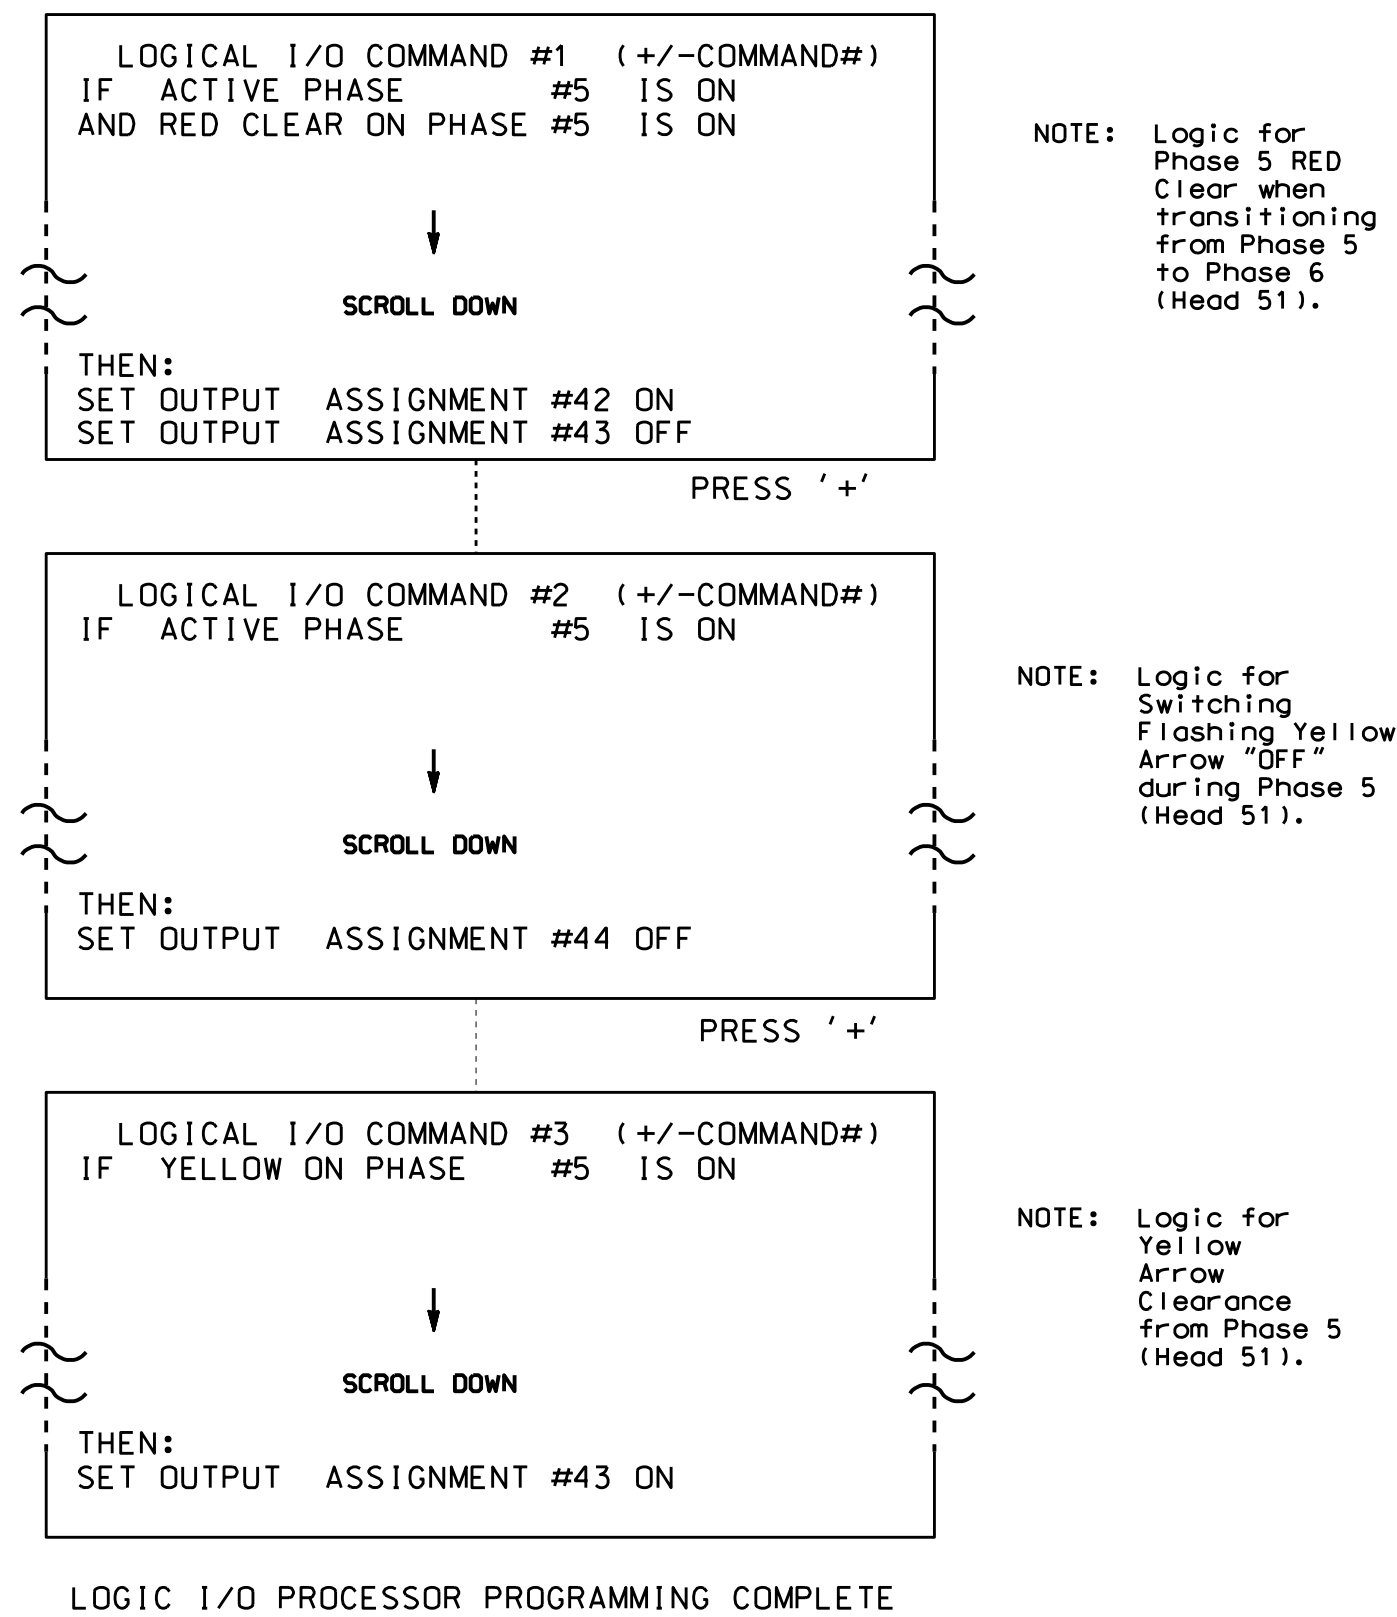 LOGICAL I/O COMMAND #1 (+/-COMMAND#)
IF ACTIVE PHASE #5 IS ON
AND RED CLEAR ON PHASE #5 IS ON
SCROLL DOWN
THEN:
SET OUTPUT ASSIGNMENT #42 ON
SET OUTPUT ASSIGNMENT #43 OFF
NOTE: Logic for
Phase 5 RED
Clear when
transitioning
from Phase 5
to Phase 6
(Head 51).
PRESS '+'
LOGICAL I/O COMMAND #2 (+/-COMMAND#)
IF ACTIVE PHASE #5 IS ON
SCROLL DOWN
THEN:
SET OUTPUT ASSIGNMENT #44 OFF
NOTE: Logic for
Switching
Flashing Yellow
Arrow "OFF"
during Phase 5
(Head 51).
PRESS '+'
LOGICAL I/O COMMAND #3 (+/-COMMAND#)
IF YELLOW ON PHASE #5 IS ON
SCROLL DOWN
THEN:
SET OUTPUT ASSIGNMENT #43 ON
NOTE: Logic for
Yellow
Arrow
Clearance
from Phase 5
(Head 51).
LOGIC I/O PROCESSOR PROGRAMMING COMPLETE